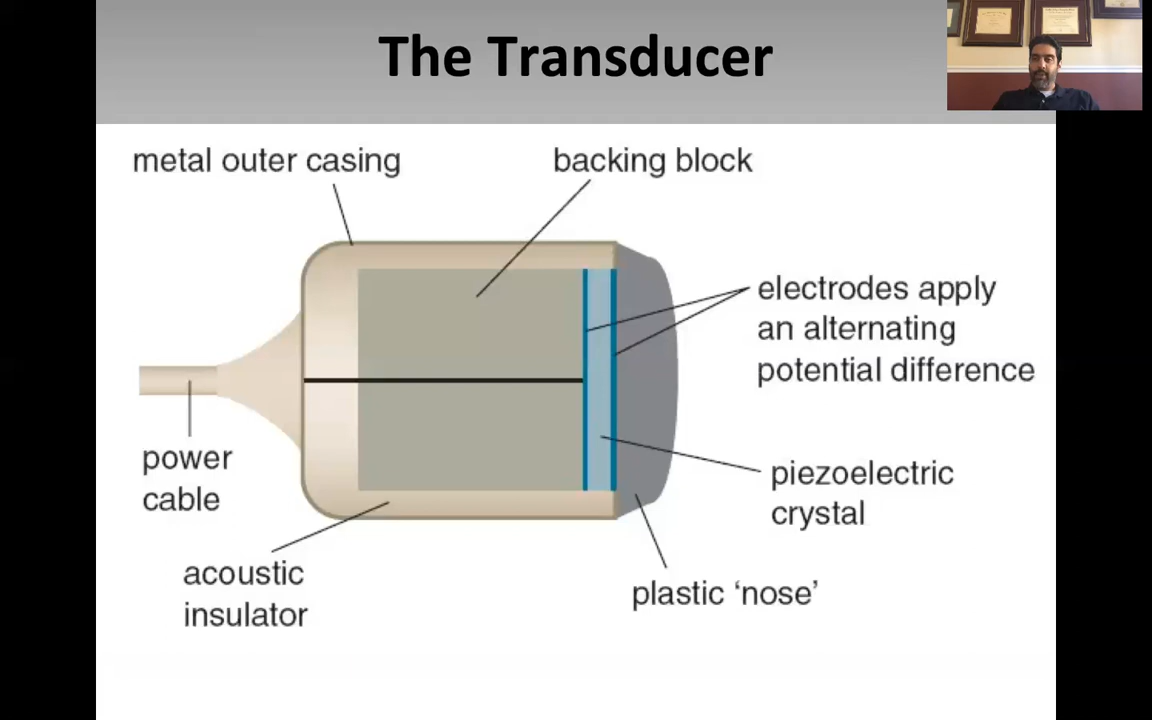 The Transducer
metal outer casing
backing block
electrodes apply
an alternating
potential difference
power
cable
piezoelectric
crystal
acoustic
insulator
plastic ‘nose’